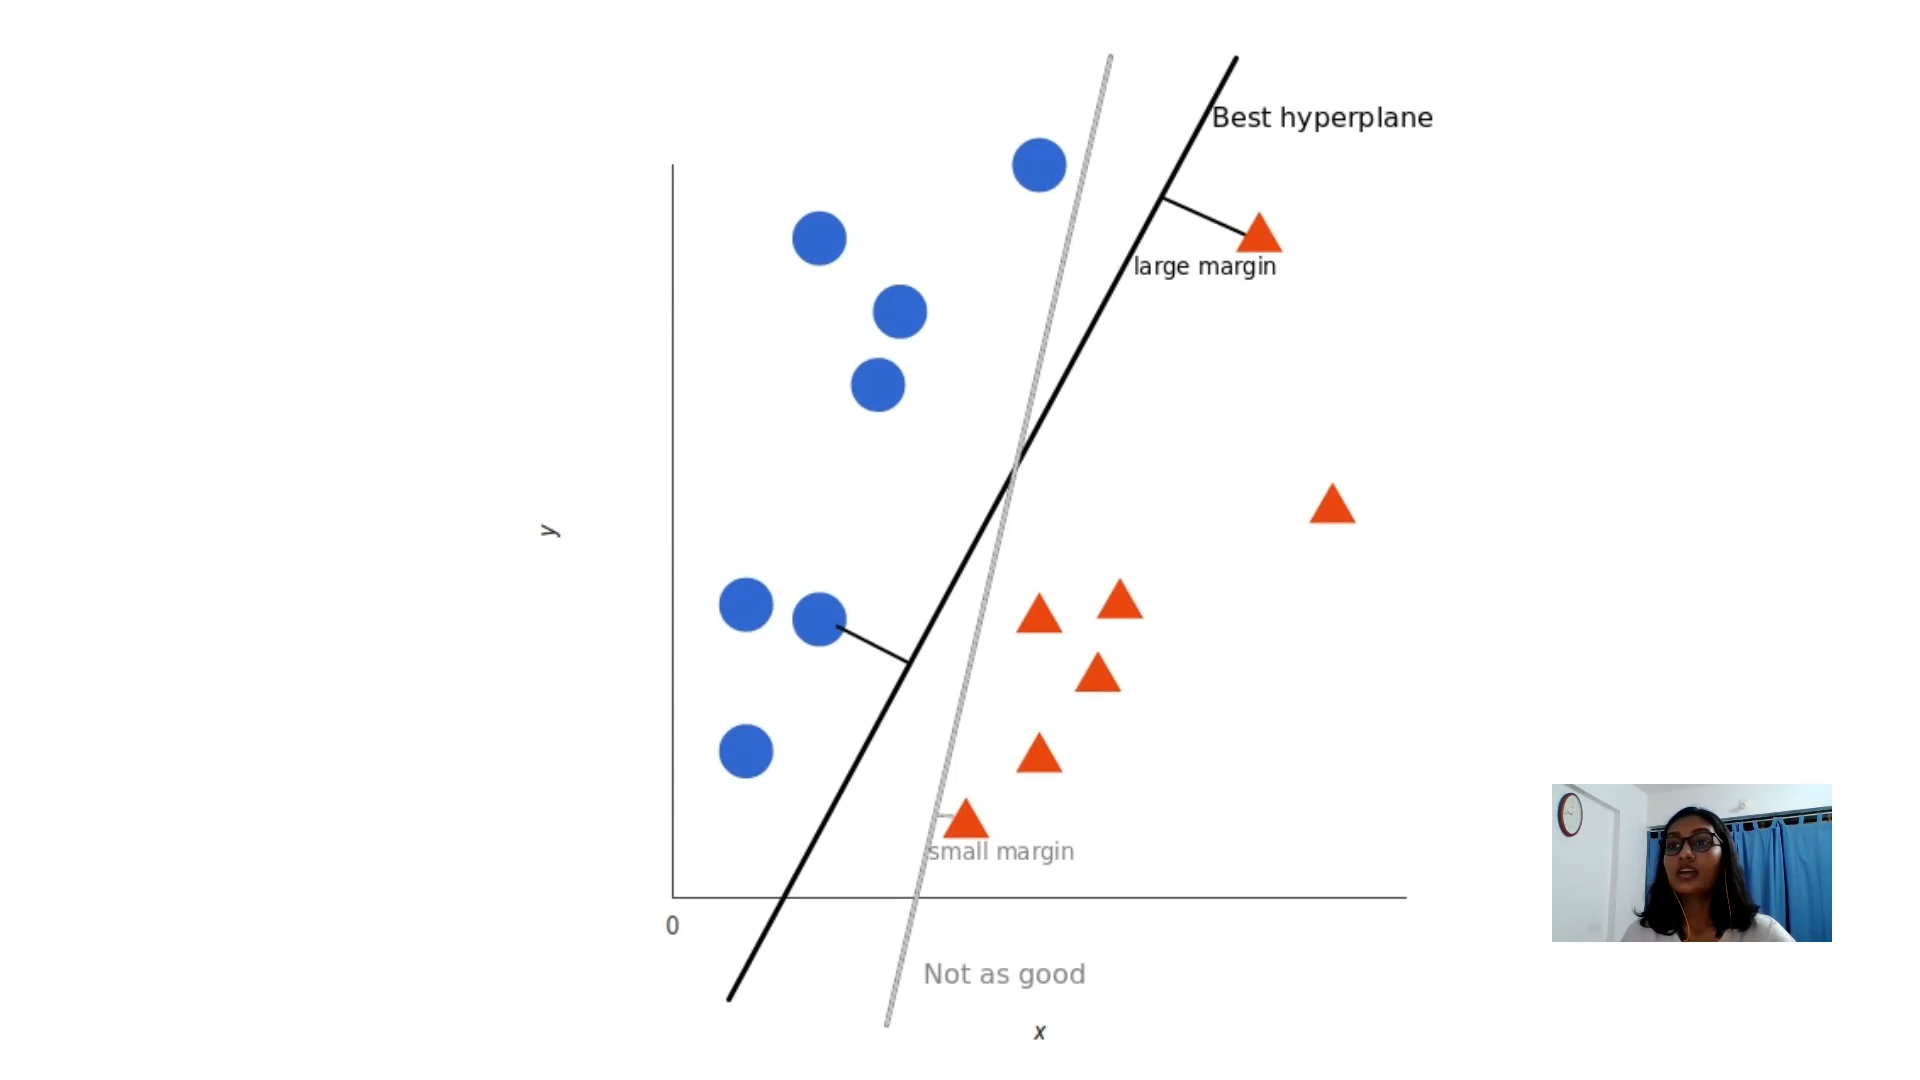 Best hyperplane
large margin
y
small margin
0
Not as good
x